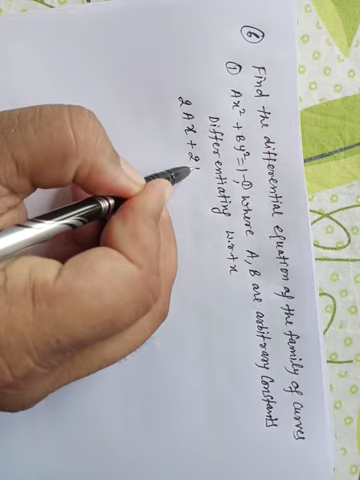 ⑥ Find the differential equation of the family of curves
① Ax² + By² = 1 -① where A, B are arbitrary constants
Differentiating w.r.t x
2Ax + 2